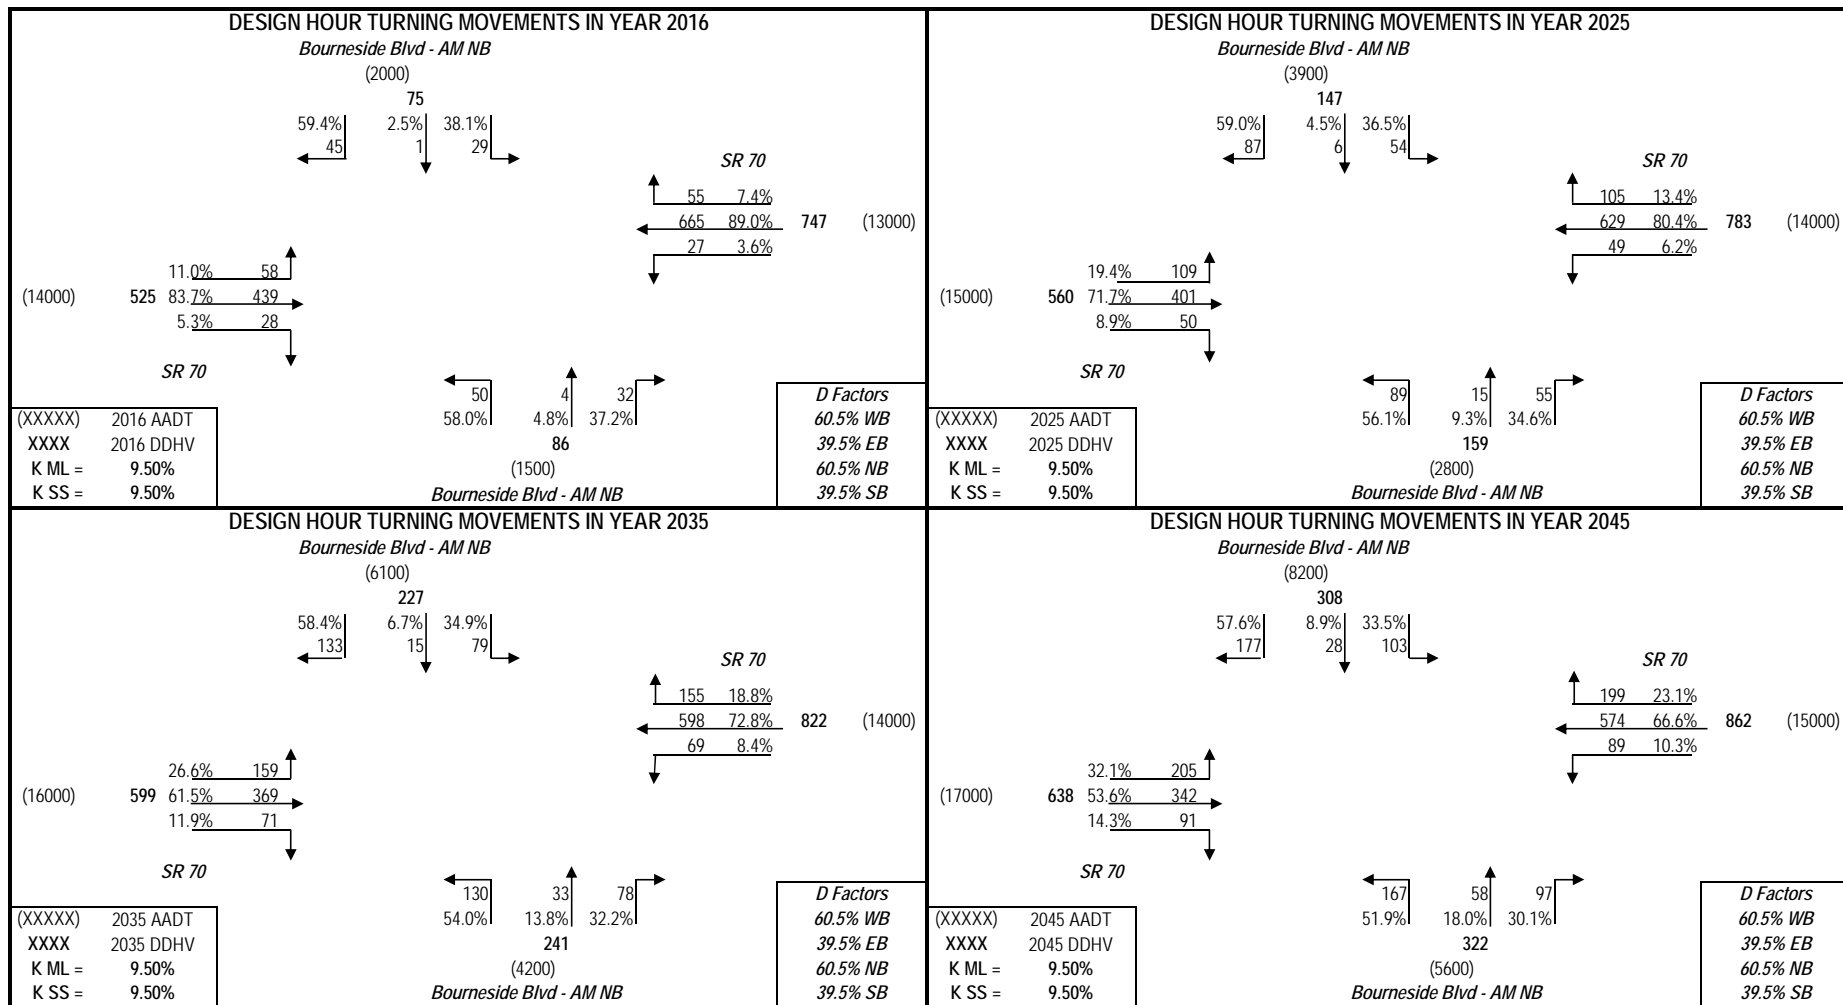 DESIGN HOUR TURNING MOVEMENTS IN YEAR 2016
Bourneside Blvd - AM NB
(2000)
75
59.4% 2.5% 38.1%
45 1 29
SR 70
55 7.4%
665 89.0% 747 (13000)
27 3.6%
11.0% 58
(14000) 525 83.7% 439
5.3% 28
SR 70
50 4 32
58.0% 4.8% 37.2%
86
(1500)
Bourneside Blvd - AM NB
(XXXXX) 2016 AADT
XXXX 2016 DDHV
K ML = 9.50%
K SS = 9.50%
D Factors
60.5% WB
39.5% EB
60.5% NB
39.5% SB
DESIGN HOUR TURNING MOVEMENTS IN YEAR 2025
Bourneside Blvd - AM NB
(3900)
147
59.0% 4.5% 36.5%
87 6 54
SR 70
105 13.4%
629 80.4% 783 (14000)
49 6.2%
19.4% 109
(15000) 560 71.7% 401
8.9% 50
SR 70
89 15 55
56.1% 9.3% 34.6%
159
(2800)
Bourneside Blvd - AM NB
(XXXXX) 2025 AADT
XXXX 2025 DDHV
K ML = 9.50%
K SS = 9.50%
D Factors
60.5% WB
39.5% EB
60.5% NB
39.5% SB
DESIGN HOUR TURNING MOVEMENTS IN YEAR 2035
Bourneside Blvd - AM NB
(6100)
227
58.4% 6.7% 34.9%
133 15 79
SR 70
155 18.8%
598 72.8% 822 (14000)
69 8.4%
26.6% 159
(16000) 599 61.5% 369
11.9% 71
SR 70
130 33 78
54.0% 13.8% 32.2%
241
(4200)
Bourneside Blvd - AM NB
(XXXXX) 2035 AADT
XXXX 2035 DDHV
K ML = 9.50%
K SS = 9.50%
D Factors
60.5% WB
39.5% EB
60.5% NB
39.5% SB
DESIGN HOUR TURNING MOVEMENTS IN YEAR 2045
Bourneside Blvd - AM NB
(8200)
308
57.6% 8.9% 33.5%
177 28 103
SR 70
199 23.1%
574 66.6% 862 (15000)
89 10.3%
32.1% 205
(17000) 638 53.6% 342
14.3% 91
SR 70
167 58 97
51.9% 18.0% 30.1%
322
(5600)
Bourneside Blvd - AM NB
(XXXXX) 2045 AADT
XXXX 2045 DDHV
K ML = 9.50%
K SS = 9.50%
D Factors
60.5% WB
39.5% EB
60.5% NB
39.5% SB